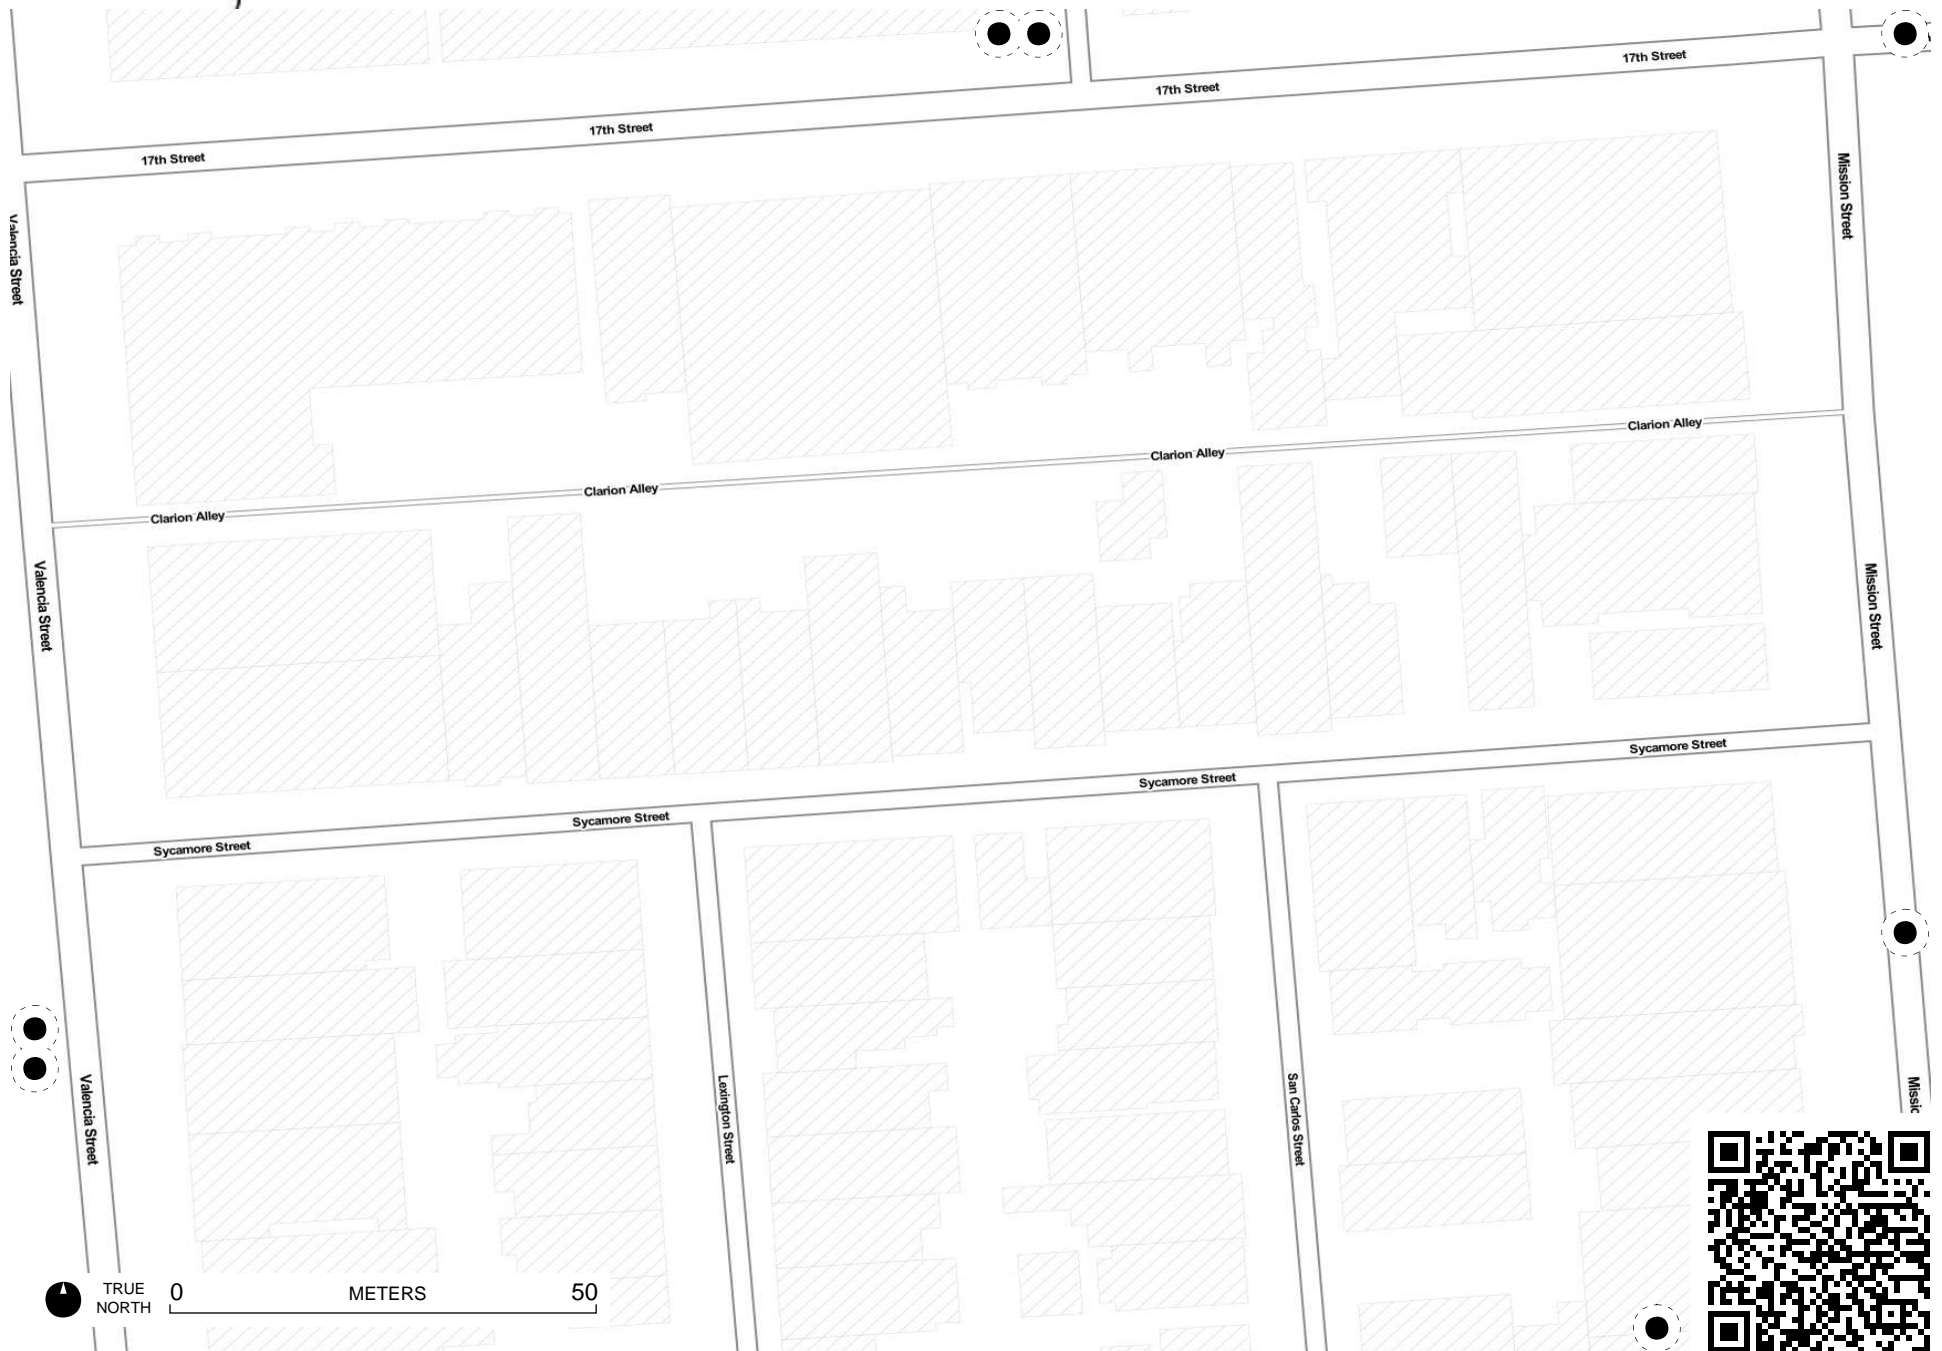 17th Street
17th Street
17th Street
17th Street
Mission Street
Valencia Street
Clarion Alley
Clarion Alley
Clarion Alley
Clarion Alley
Valencia Street
Mission Street
Sycamore Street
Sycamore Street
Sycamore Street
Sycamore Street
Valencia Street
Lexington Street
San Carlos Street
Missio
TRUE
NORTH
0 METERS 50